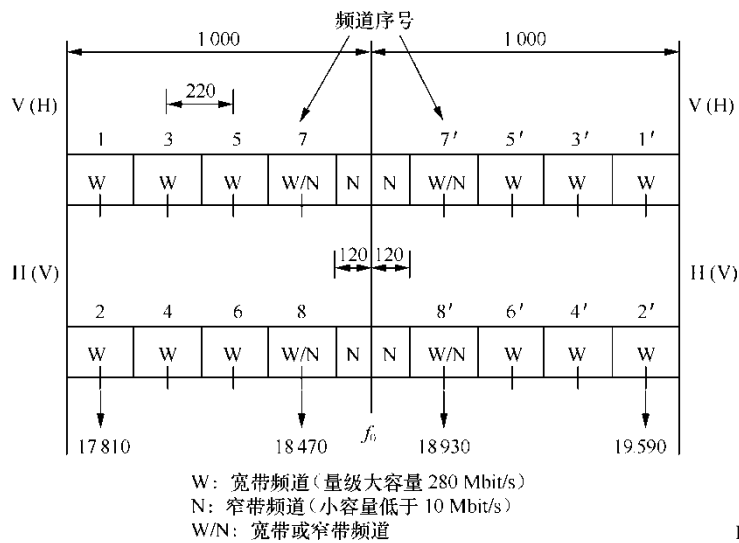 频道序号
1 000 1 000
220
V (H) V (H)
1 3 5 7 7′ 5′ 3′ 1′
W W W W/N N N W/N W W W
120 120
H (V) H (V)
2 4 6 8 8′ 6′ 4′ 2′
W W W W/N N N W/N W W W
17 810 18 470 f₀ 18 930 19 590
W: 宽带频道(量级大容量 280 Mbit/s)
N: 窄带频道(小容量低于 10 Mbit/s)
W/N: 宽带或窄带频道